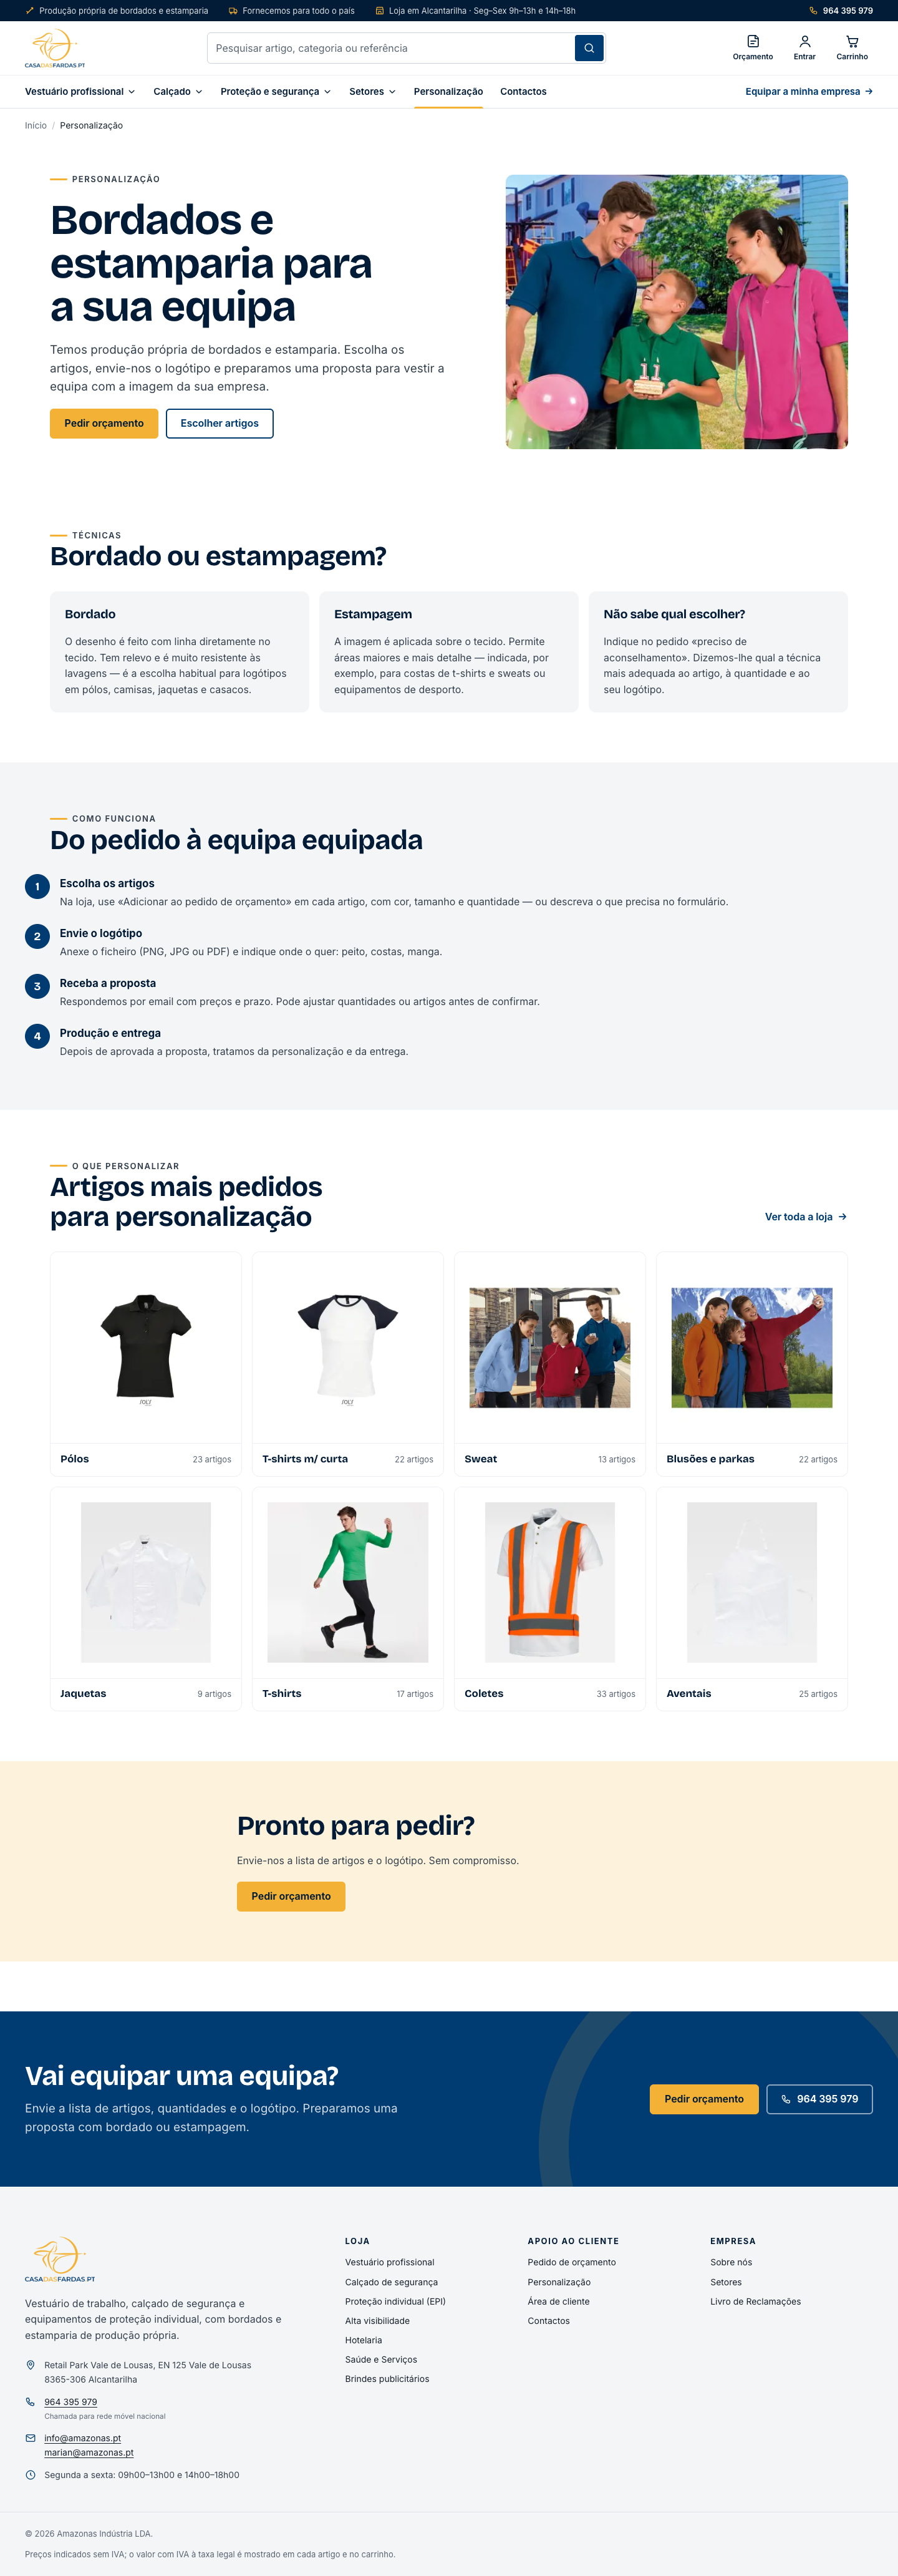 Produção própria de bordados e estamparia
Fornecemos para todo o país
Loja em Alcantarilha · Seg–Sex 9h–13h e 14h–18h
964 395 979
CASADASFARDAS.PT
Pesquisar artigo, categoria ou referência
Orçamento
Entrar
Carrinho
Vestuário profissional
Calçado
Proteção e segurança
Setores
Personalização
Contactos
Equipar a minha empresa →
Início / Personalização
PERSONALIZAÇÃO
Bordados e
estamparia para
a sua equipa
Temos produção própria de bordados e estamparia. Escolha os
artigos, envie-nos o logótipo e preparamos uma proposta para vestir a
equipa com a imagem da sua empresa.
Pedir orçamento
Escolher artigos
TÉCNICAS
Bordado ou estampagem?
Bordado
O desenho é feito com linha diretamente no
tecido. Tem relevo e é muito resistente às
lavagens — é a escolha habitual para logótipos
em pólos, camisas, jaquetas e casacos.
Estampagem
A imagem é aplicada sobre o tecido. Permite
áreas maiores e mais detalhe — indicada, por
exemplo, para costas de t-shirts e sweats ou
equipamentos de desporto.
Não sabe qual escolher?
Indique no pedido «preciso de
aconselhamento». Dizemos-lhe qual a técnica
mais adequada ao artigo, à quantidade e ao
seu logótipo.
COMO FUNCIONA
Do pedido à equipa equipada
1
Escolha os artigos
Na loja, use «Adicionar ao pedido de orçamento» em cada artigo, com cor, tamanho e quantidade — ou descreva o que precisa no formulário.
2
Envie o logótipo
Anexe o ficheiro (PNG, JPG ou PDF) e indique onde o quer: peito, costas, manga.
3
Receba a proposta
Respondemos por email com preços e prazo. Pode ajustar quantidades ou artigos antes de confirmar.
4
Produção e entrega
Depois de aprovada a proposta, tratamos da personalização e da entrega.
O QUE PERSONALIZAR
Artigos mais pedidos
para personalização
Ver toda a loja →
Pólos
23 artigos
T-shirts m/ curta
22 artigos
Sweat
13 artigos
Blusões e parkas
22 artigos
Jaquetas
9 artigos
T-shirts
17 artigos
Coletes
33 artigos
Aventais
25 artigos
Pronto para pedir?
Envie-nos a lista de artigos e o logótipo. Sem compromisso.
Pedir orçamento
Vai equipar uma equipa?
Envie a lista de artigos, quantidades e o logótipo. Preparamos uma
proposta com bordado ou estampagem.
Pedir orçamento
964 395 979
CASADASFARDAS.PT
Vestuário de trabalho, calçado de segurança e
equipamentos de proteção individual, com bordados e
estamparia de produção própria.
Retail Park Vale de Lousas, EN 125 Vale de Lousas
8365-306 Alcantarilha
964 395 979
Chamada para rede móvel nacional
info@amazonas.pt
marian@amazonas.pt
Segunda a sexta: 09h00–13h00 e 14h00–18h00
LOJA
Vestuário profissional
Calçado de segurança
Proteção individual (EPI)
Alta visibilidade
Hotelaria
Saúde e Serviços
Brindes publicitários
APOIO AO CLIENTE
Pedido de orçamento
Personalização
Área de cliente
Contactos
EMPRESA
Sobre nós
Setores
Livro de Reclamações
© 2026 Amazonas Indústria LDA.
Preços indicados sem IVA; o valor com IVA à taxa legal é mostrado em cada artigo e no carrinho.